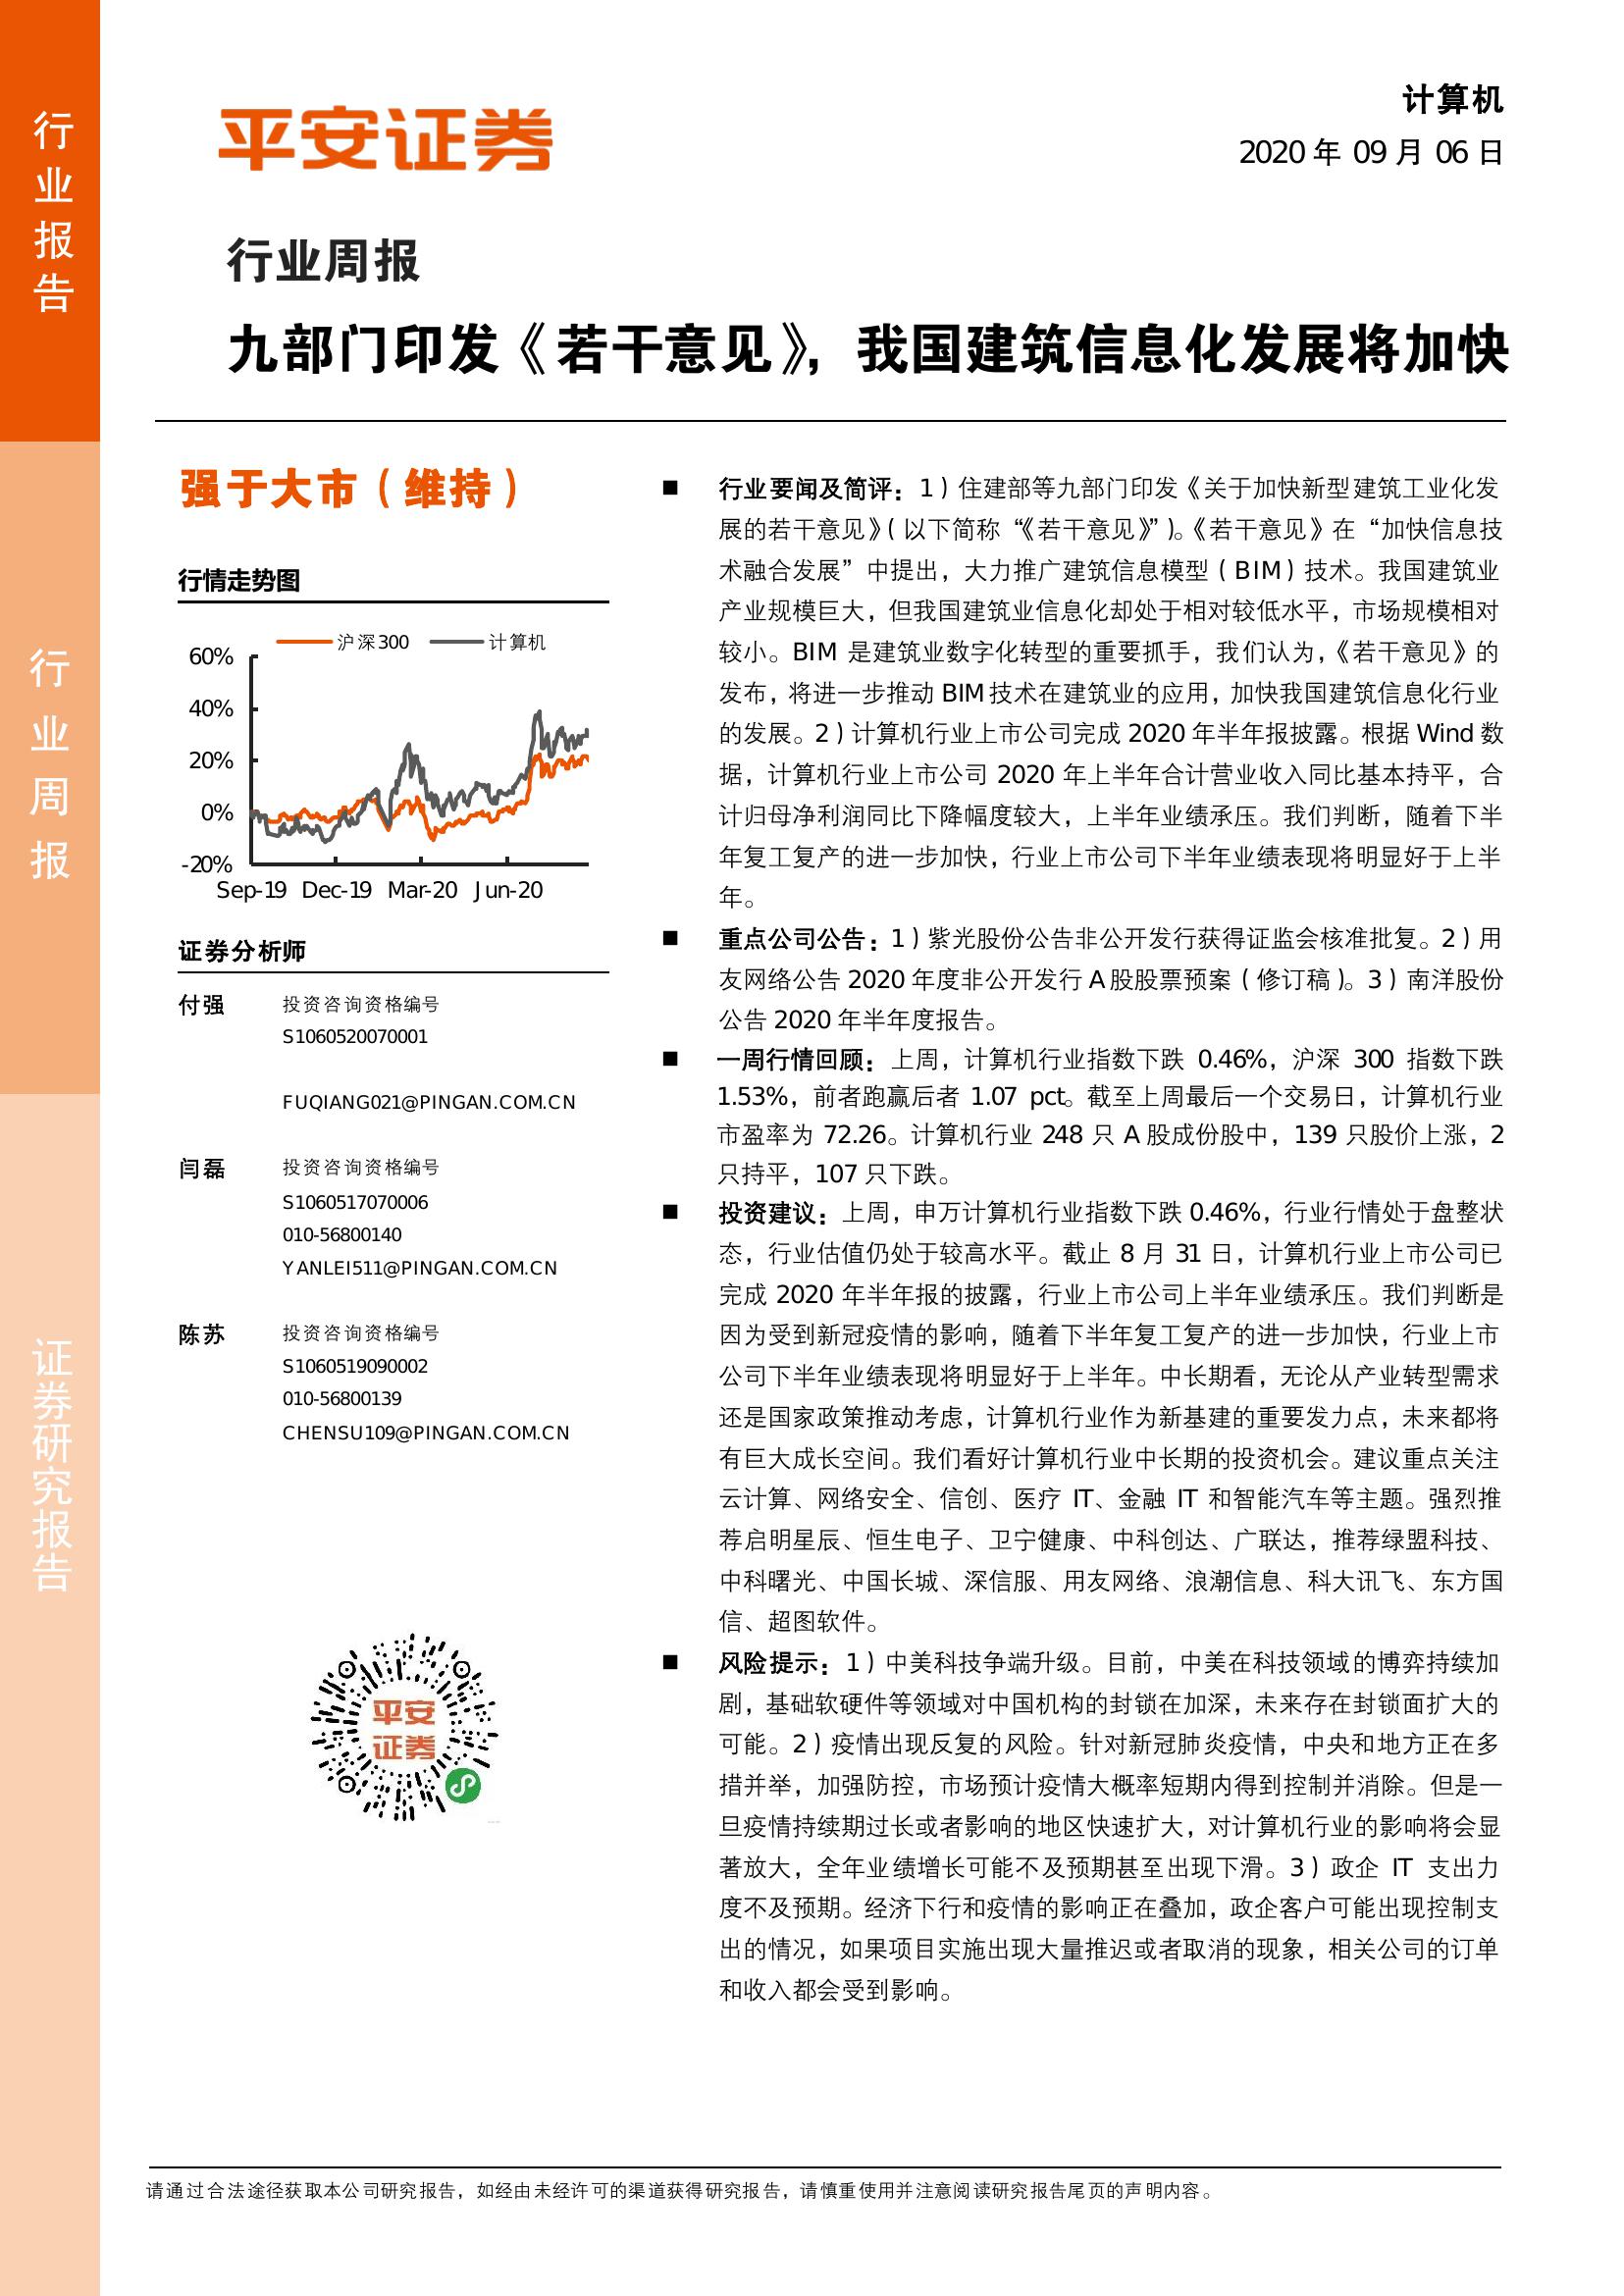 行业报告
行业周报
证券研究报告
平安证券
计算机
2020 年 09 月 06 日
行业周报
九部门印发《若干意见》，我国建筑信息化发展将加快
强于大市（维持）
行情走势图
沪深300 计算机
60%
40%
20%
0%
-20%
Sep-19 Dec-19 Mar-20 Jun-20
证券分析师
付强 投资咨询资格编号
S1060520070001
FUQIANG021@PINGAN.COM.CN
闫磊 投资咨询资格编号
S1060517070006
010-56800140
YANLEI511@PINGAN.COM.CN
陈苏 投资咨询资格编号
S1060519090002
010-56800139
CHENSU109@PINGAN.COM.CN
平安
证券
■ 行业要闻及简评：1）住建部等九部门印发《关于加快新型建筑工业化发
展的若干意见》（以下简称“《若干意见》”）。《若干意见》在“加快信息技
术融合发展”中提出，大力推广建筑信息模型（BIM）技术。我国建筑业
产业规模巨大，但我国建筑业信息化却处于相对较低水平，市场规模相对
较小。BIM 是建筑业数字化转型的重要抓手，我们认为，《若干意见》的
发布，将进一步推动 BIM 技术在建筑业的应用，加快我国建筑信息化行业
的发展。2）计算机行业上市公司完成 2020 年半年报披露。根据 Wind 数
据，计算机行业上市公司 2020 年上半年合计营业收入同比基本持平，合
计归母净利润同比下降幅度较大，上半年业绩承压。我们判断，随着下半
年复工复产的进一步加快，行业上市公司下半年业绩表现将明显好于上半
年。
■ 重点公司公告：1）紫光股份公告非公开发行获得证监会核准批复。2）用
友网络公告 2020 年度非公开发行 A 股股票预案（修订稿）。3）南洋股份
公告 2020 年半年度报告。
■ 一周行情回顾：上周，计算机行业指数下跌 0.46%，沪深 300 指数下跌
1.53%，前者跑赢后者 1.07 pct。截至上周最后一个交易日，计算机行业
市盈率为 72.26。计算机行业 248 只 A 股成份股中，139 只股价上涨，2
只持平，107 只下跌。
■ 投资建议：上周，申万计算机行业指数下跌 0.46%，行业行情处于盘整状
态，行业估值仍处于较高水平。截止 8 月 31 日，计算机行业上市公司已
完成 2020 年半年报的披露，行业上市公司上半年业绩承压。我们判断是
因为受到新冠疫情的影响，随着下半年复工复产的进一步加快，行业上市
公司下半年业绩表现将明显好于上半年。中长期看，无论从产业转型需求
还是国家政策推动考虑，计算机行业作为新基建的重要发力点，未来都将
有巨大成长空间。我们看好计算机行业中长期的投资机会。建议重点关注
云计算、网络安全、信创、医疗 IT、金融 IT 和智能汽车等主题。强烈推
荐启明星辰、恒生电子、卫宁健康、中科创达、广联达，推荐绿盟科技、
中科曙光、中国长城、深信服、用友网络、浪潮信息、科大讯飞、东方国
信、超图软件。
■ 风险提示：1）中美科技争端升级。目前，中美在科技领域的博弈持续加
剧，基础软硬件等领域对中国机构的封锁在加深，未来存在封锁面扩大的
可能。2）疫情出现反复的风险。针对新冠肺炎疫情，中央和地方正在多
措并举，加强防控，市场预计疫情大概率短期内得到控制并消除。但是一
旦疫情持续期过长或者影响的地区快速扩大，对计算机行业的影响将会显
著放大，全年业绩增长可能不及预期甚至出现下滑。3）政企 IT 支出力
度不及预期。经济下行和疫情的影响正在叠加，政企客户可能出现控制支
出的情况，如果项目实施出现大量推迟或者取消的现象，相关公司的订单
和收入都会受到影响。
请通过合法途径获取本公司研究报告，如经由未经许可的渠道获得研究报告，请慎重使用并注意阅读研究报告尾页的声明内容。